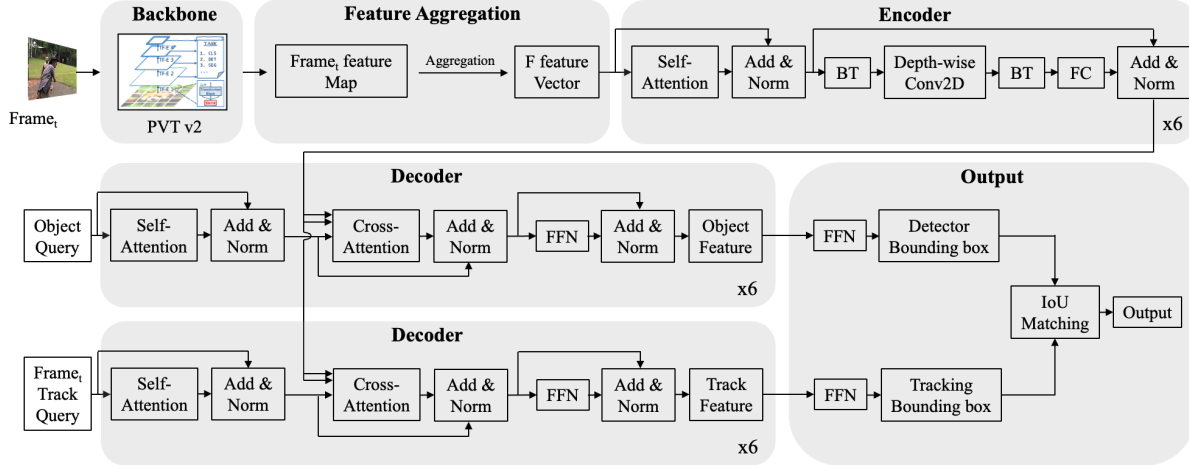 Backbone
Feature Aggregation
Encoder
Frame_t
PVT v2
Frame_t feature
Map
Aggregation
F feature
Vector
Self-
Attention
Add &
Norm
BT
Depth-wise
Conv2D
BT
FC
Add &
Norm
x6
Decoder
Object
Query
Self-
Attention
Add &
Norm
Cross-
Attention
Add &
Norm
FFN
Add &
Norm
Object
Feature
x6
Decoder
Frame_t
Track
Query
Self-
Attention
Add &
Norm
Cross-
Attention
Add &
Norm
FFN
Add &
Norm
Track
Feature
x6
Output
FFN
Detector
Bounding box
IoU
Matching
Output
FFN
Tracking
Bounding box